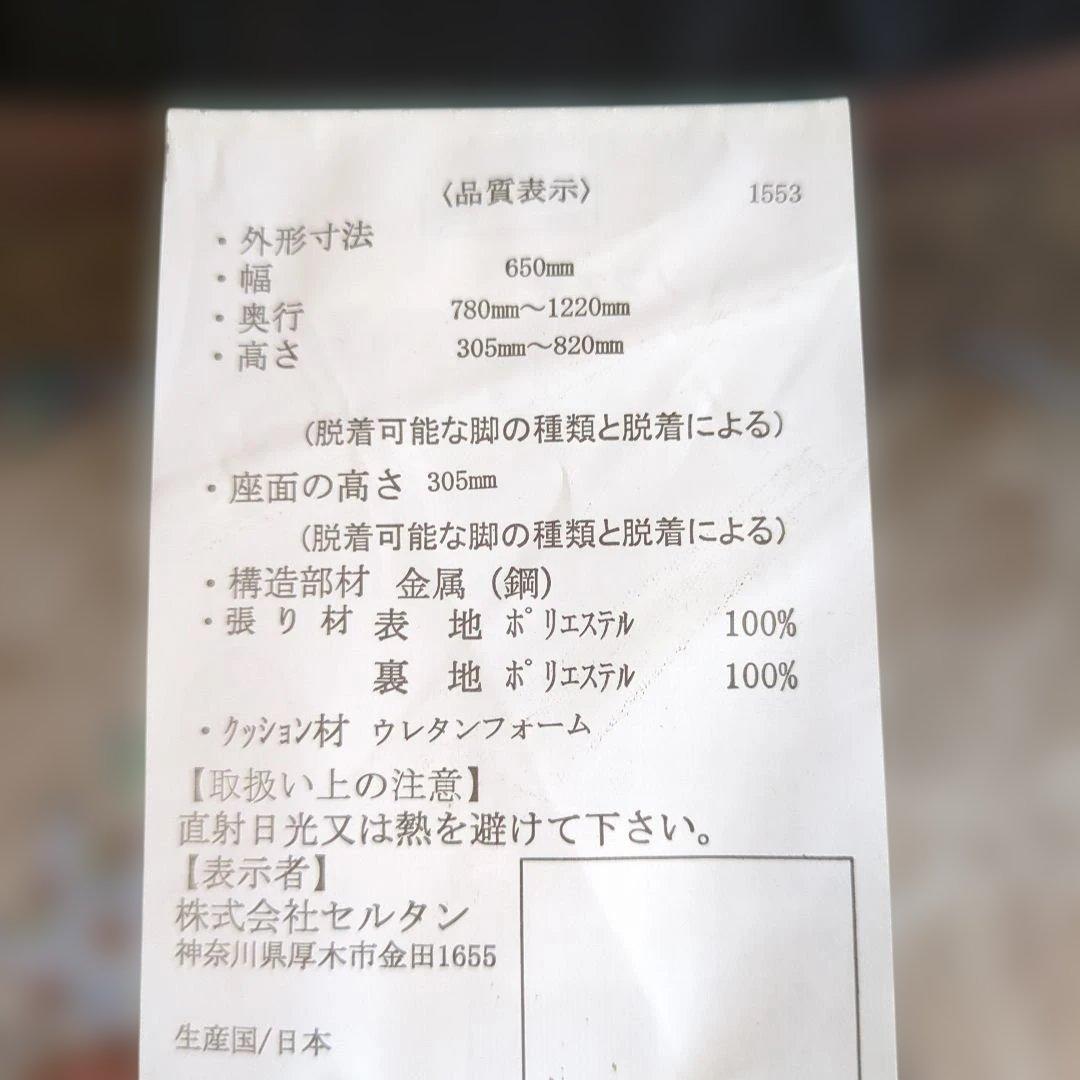 〈品質表示〉 1553
・外形寸法
・幅 650㎜
・奥行 780㎜～1220㎜
・高さ 305㎜～820㎜
(脱着可能な脚の種類と脱着による)
・座面の高さ 305㎜
(脱着可能な脚の種類と脱着による)
・構造部材 金属 (鋼)
・張り材 表 地 ﾎﾟﾘｴｽﾃﾙ 100%
裏 地 ﾎﾟﾘｴｽﾃﾙ 100%
・ｸｯｼｮﾝ材 ウレタンフォーム
【取扱い上の注意】
直射日光又は熱を避けて下さい。
【表示者】
株式会社セルタン
神奈川県厚木市金田1655
生産国/日本